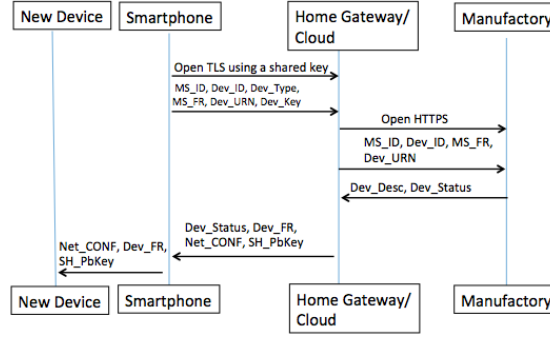 New Device
Smartphone
Home Gateway/
Cloud
Manufactory
Open TLS using a shared key
MS_ID, Dev_ID, Dev_Type,
MS_FR, Dev_URN, Dev_Key
Open HTTPS
MS_ID, Dev_ID, MS_FR,
Dev_URN
Dev_Desc, Dev_Status
Dev_Status, Dev_FR,
Net_CONF, SH_PbKey
Net_CONF, Dev_FR,
SH_PbKey
New Device
Smartphone
Home Gateway/
Cloud
Manufactory